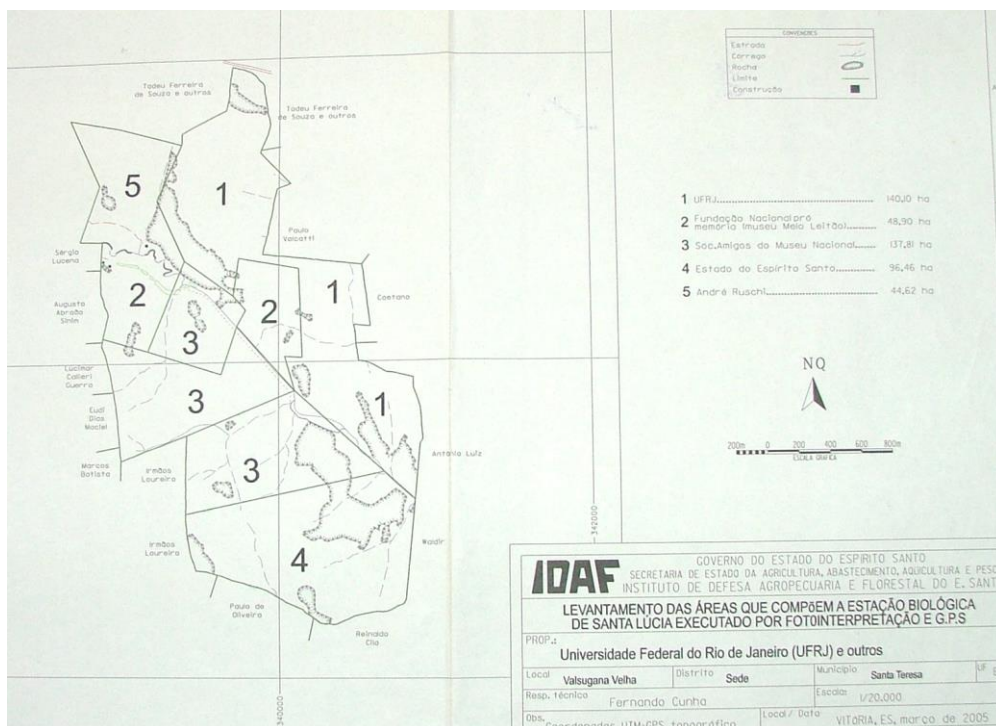 CONVENÇÕES
Estrada
Córrego
Rocha
Limite
Construção
Tadeu Ferreira
de Souza e outros
Tadeu Ferreira
de Souza e outros
5
1
Paulo
Sérgio
Lucena
2
2
1
Caetano
Augusto
Abraão
3
Guerra
3
1
Eudi
Dias
Maciel
Marcos
Batista
Irmãos
Loureiro
3
Antônio Luiz
Irmãos
Loureiro
4
Waldir
Paulo de
Oliveira
Reinaldo
340000
342000
1 UFRJ 140,10 ha
2 Fundação Nacional pró
memória (museu Melo Leitão) 48,90 ha
3 Soc.Amigos do Museu Nacional 137,81 ha
4 Estado do Espírito Santo 96,46 ha
5 André Ruschi 44,62 ha
NQ
200m 0 200 400 600 800m
ESCALA GRÁFICA
IDAF
GOVERNO DO ESTADO DO ESPÍRITO SANTO
SECRETARIA DE ESTADO DA AGRICULTURA, ABASTECIMENTO, AQUICULTURA E PESC
INSTITUTO DE DEFESA AGROPECUARIA E FLORESTAL DO E. SANT
LEVANTAMENTO DAS ÁREAS QUE COMPÕEM A ESTAÇÃO BIOLÓGICA
DE SANTA LÚCIA EXECUTADO POR FOTOINTERPRETAÇÃO E G.P.S
PROP.:
Universidade Federal do Rio de Janeiro (UFRJ) e outros
Local Valsugana Velha Distrito Sede Município Santa Teresa UF
Resp. técnico Fernando Cunha Escala: 1/20.000
Obs. Coordenadas UTM-GPS topográfico Local/Data VITÓRIA, ES, março de 2005